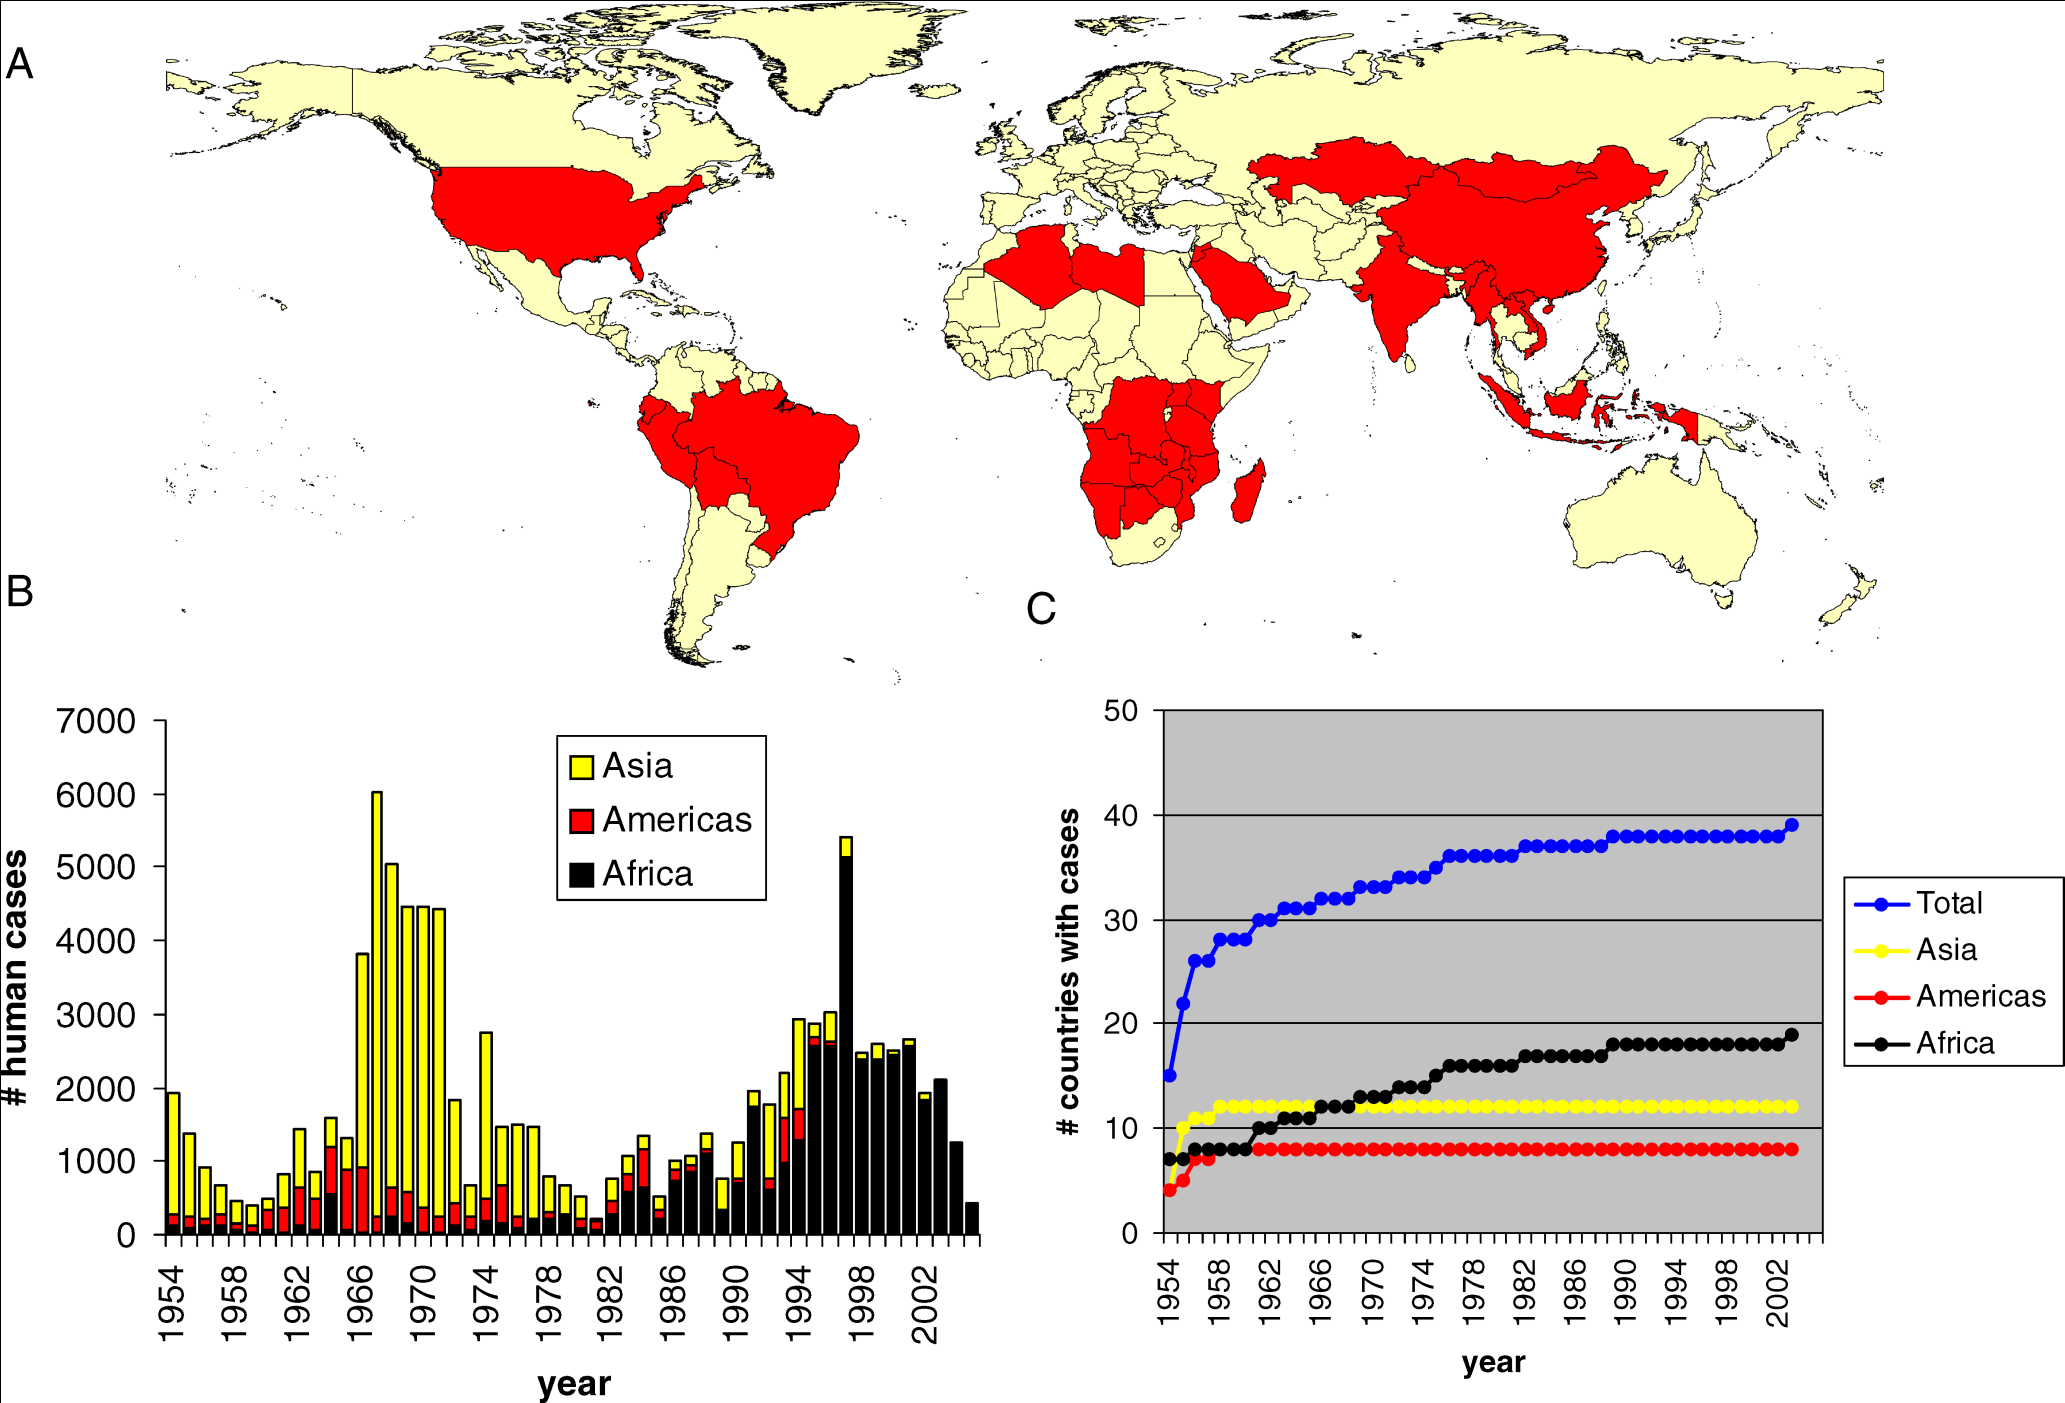 A
B
C
7000
6000
5000
4000
3000
2000
1000
0
# human cases
Asia
Americas
Africa
1954
1958
1962
1966
1970
1974
1978
1982
1986
1990
1994
1998
2002
year
50
40
30
20
10
0
# countries with cases
1954
1958
1962
1966
1970
1974
1978
1982
1986
1990
1994
1998
2002
year
Total
Asia
Americas
Africa